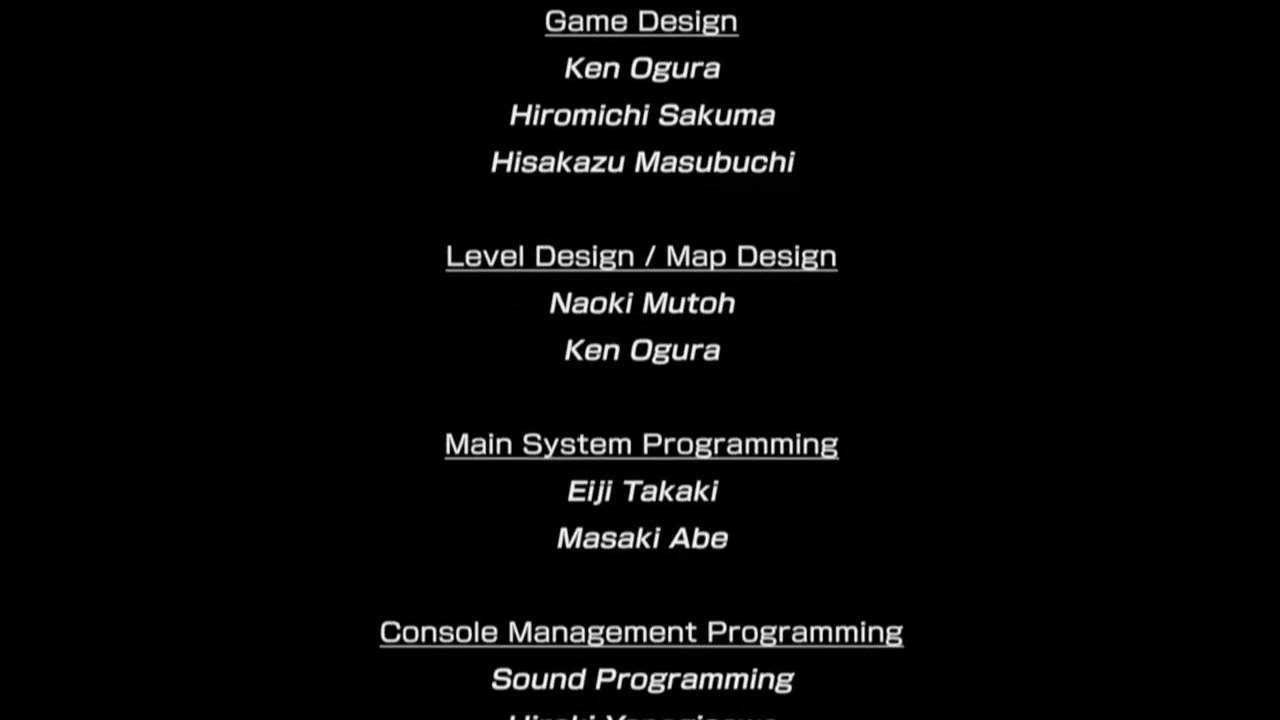 Game Design
Ken Ogura
Hiromichi Sakuma
Hisakazu Masubuchi
Level Design / Map Design
Naoki Mutoh
Ken Ogura
Main System Programming
Eiji Takaki
Masaki Abe
Console Management Programming
Sound Programming